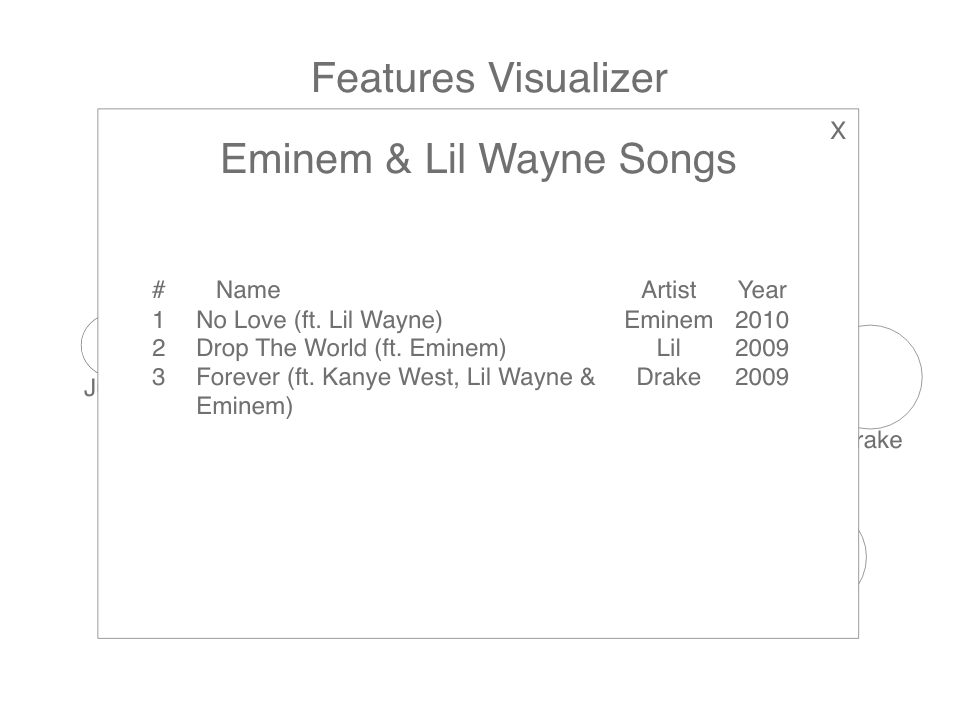 Features Visualizer
X
Eminem & Lil Wayne Songs
# Name Artist Year
1 No Love (ft. Lil Wayne) Eminem 2010
2 Drop The World (ft. Eminem) Lil 2009
3 Forever (ft. Kanye West, Lil Wayne & Drake 2009
Eminem)
J
rake